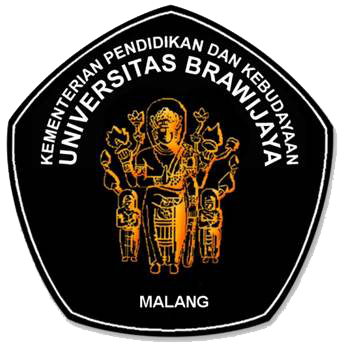 KEMENTERIAN PENDIDIKAN DAN KEBUDAYAAN
UNIVERSITAS BRAWIJAYA
MALANG